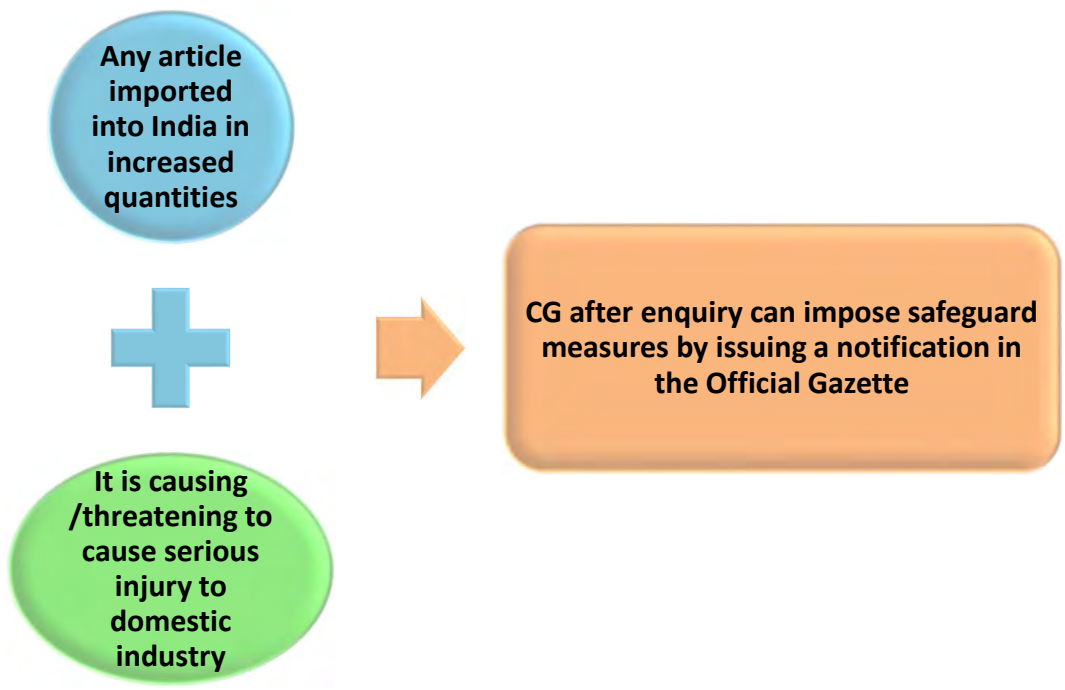 Any article
imported
into India in
increased
quantities
It is causing
/threatening to
cause serious
injury to
domestic
industry
CG after enquiry can impose safeguard
measures by issuing a notification in
the Official Gazette